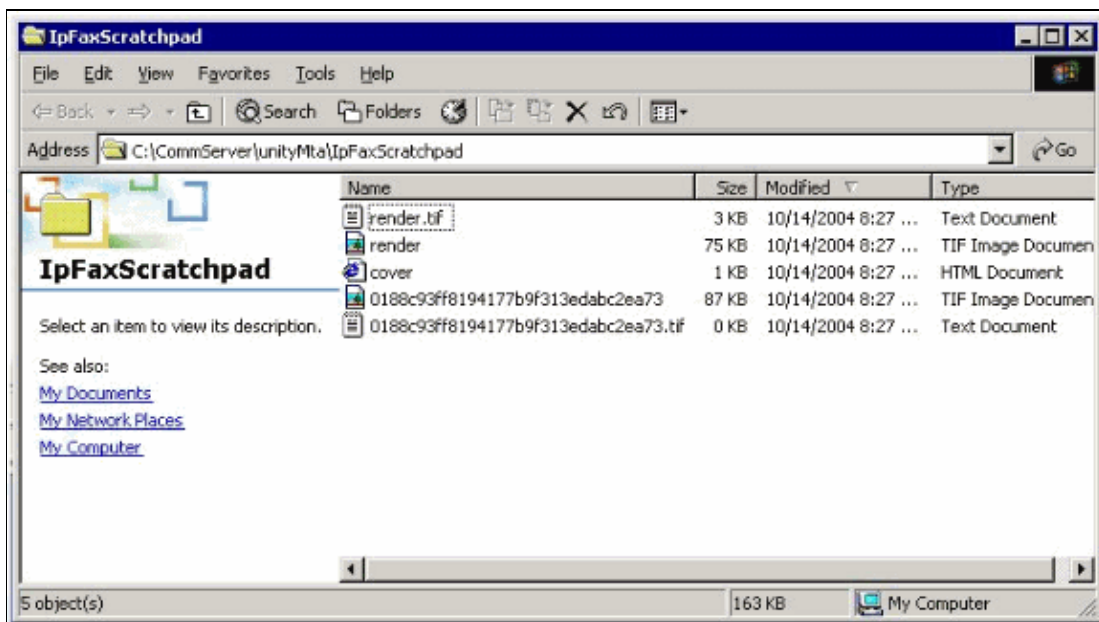 IpFaxScratchpad
File Edit View Favorites Tools Help
Back Search Folders
Address C:\CommServer\unityMta\IpFaxScratchpad Go
Name Size Modified Type
render.tif 3 KB 10/14/2004 8:27 ... Text Document
render 75 KB 10/14/2004 8:27 ... TIF Image Documen
cover 1 KB 10/14/2004 8:27 ... HTML Document
0188c93ff8194177b9f313edabc2ea73 87 KB 10/14/2004 8:27 ... TIF Image Documen
0188c93ff8194177b9f313edabc2ea73.tif 0 KB 10/14/2004 8:27 ... Text Document
IpFaxScratchpad
Select an item to view its description.
See also:
My Documents
My Network Places
My Computer
5 object(s) 163 KB My Computer